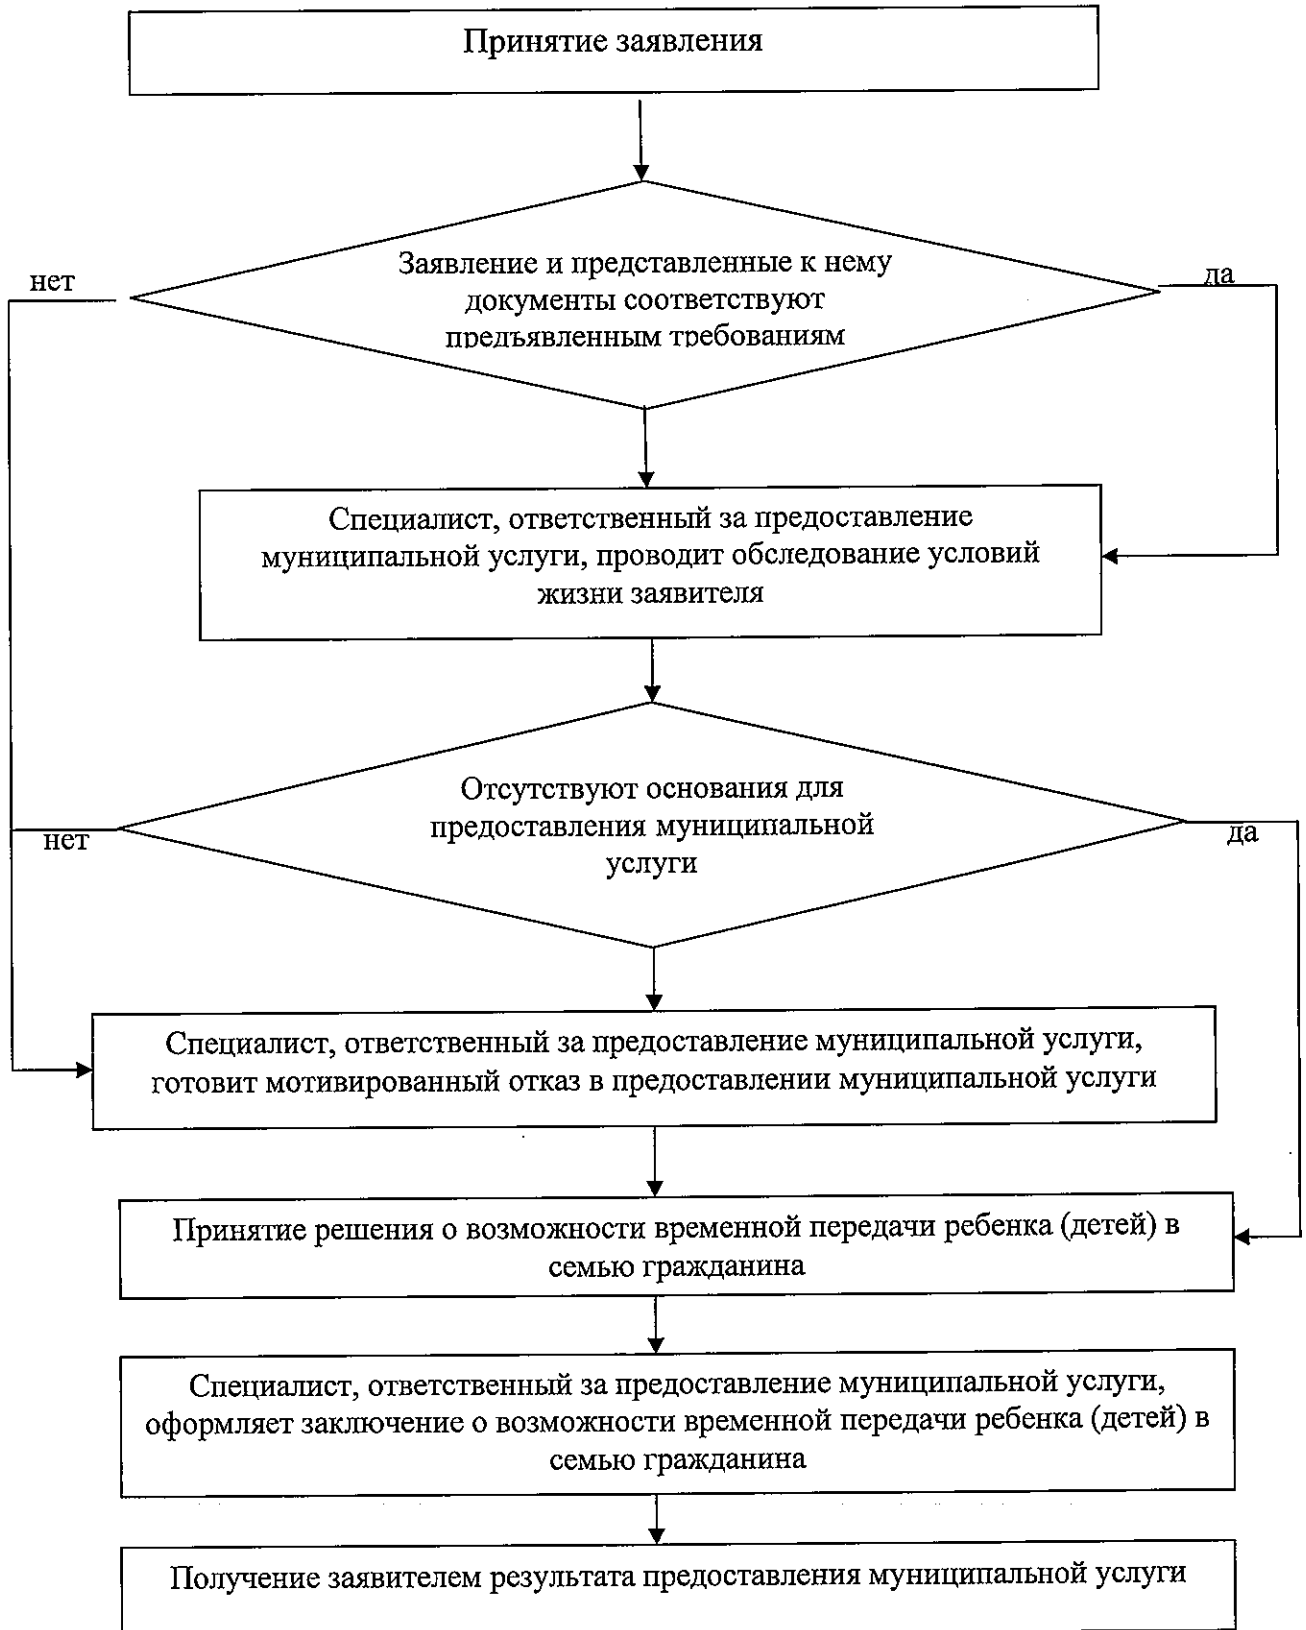 Принятие заявления
Заявление и представленные к нему
документы соответствуют
предъявленным требованиям
нет
да
Специалист, ответственный за предоставление
муниципальной услуги, проводит обследование условий
жизни заявителя
Отсутствуют основания для
предоставления муниципальной
услуги
нет
да
Специалист, ответственный за предоставление муниципальной услуги,
готовит мотивированный отказ в предоставлении муниципальной услуги
Принятие решения о возможности временной передачи ребенка (детей) в
семью гражданина
Специалист, ответственный за предоставление муниципальной услуги,
оформляет заключение о возможности временной передачи ребенка (детей) в
семью гражданина
Получение заявителем результата предоставления муниципальной услуги